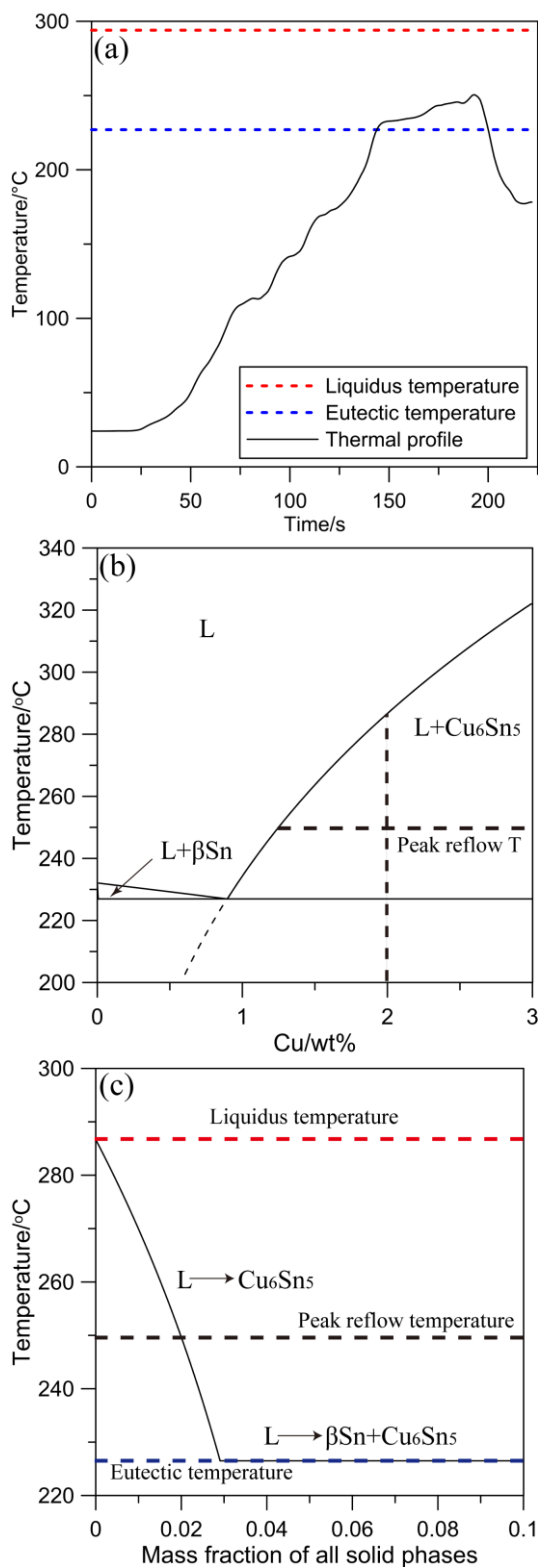 300
(a)
200
100
0
Temperature/°C
Liquidus temperature
Eutectic temperature
Thermal profile
0 50 100 150 200
Time/s
340
(b)
320
300
280
260
240
220
200
Temperature/°C
L
L+Cu6Sn5
L+βSn
Peak reflow T
0 1 2 3
Cu/wt%
300
(c)
280
260
240
220
Temperature/°C
Liquidus temperature
L → Cu6Sn5
Peak reflow temperature
L → βSn+Cu6Sn5
Eutectic temperature
0 0.02 0.04 0.06 0.08 0.1
Mass fraction of all solid phases